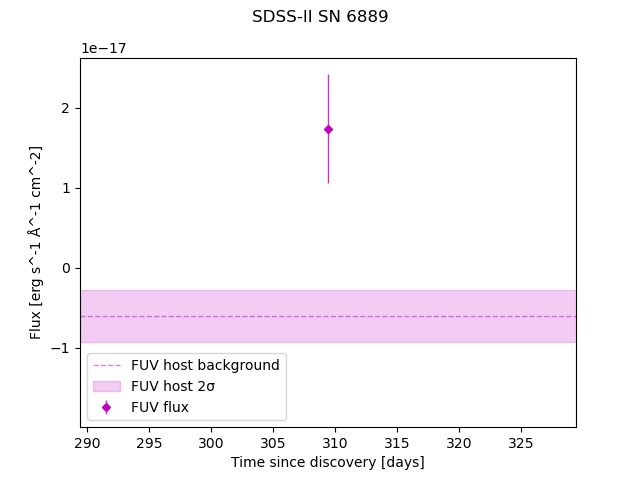 SDSS-II SN 6889
1e−17
2
1
0
−1
Flux [erg s^-1 Å^-1 cm^-2]
FUV host background
FUV host 2σ
FUV flux
290 295 300 305 310 315 320 325
Time since discovery [days]